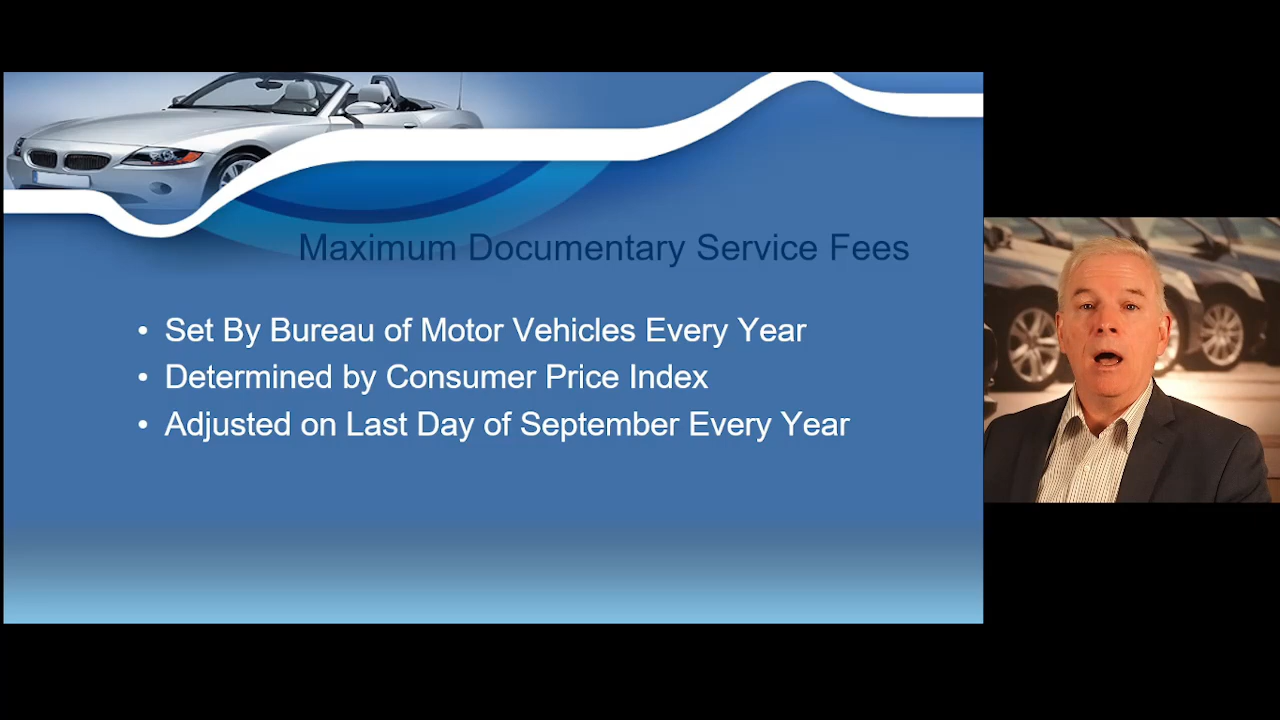 Maximum Documentary Service Fees
• Set By Bureau of Motor Vehicles Every Year
• Determined by Consumer Price Index
• Adjusted on Last Day of September Every Year